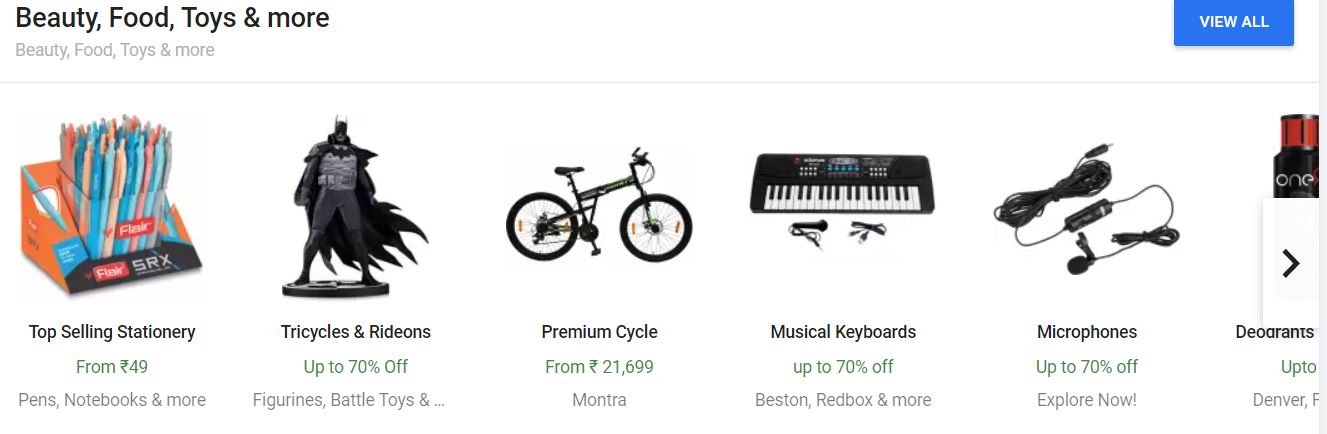 Beauty, Food, Toys & more
Beauty, Food, Toys & more
VIEW ALL
Flair
Flair SRX
one
Top Selling Stationery
Tricycles & Rideons
Premium Cycle
Musical Keyboards
Microphones
Deodrants
From ₹49
Up to 70% Off
From ₹ 21,699
up to 70% off
Up to 70% off
Upto
Pens, Notebooks & more
Figurines, Battle Toys & ...
Montra
Beston, Redbox & more
Explore Now!
Denver, F